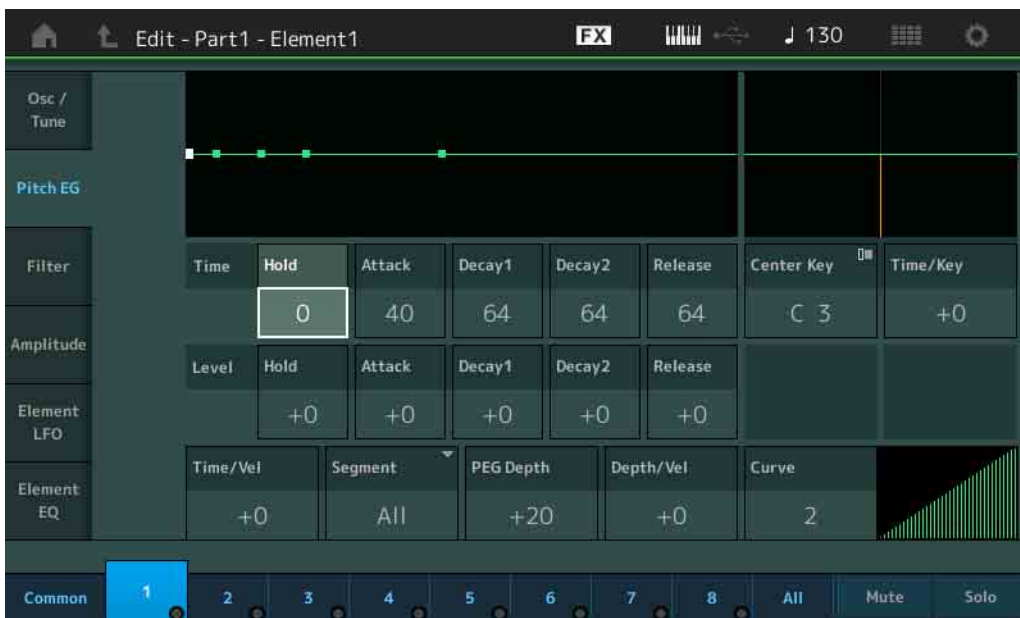 Edit - Part1 - Element1
FX
♩ 130
Osc /
Tune
Pitch EG
Filter
Amplitude
Element
LFO
Element
EQ
Time Hold Attack Decay1 Decay2 Release Center Key Time/Key
0 40 64 64 64 C 3 +0
Level Hold Attack Decay1 Decay2 Release
+0 +0 +0 +0 +0
Time/Vel Segment PEG Depth Depth/Vel Curve
+0 All +20 +0 2
Common 1 2 3 4 5 6 7 8 All Mute Solo